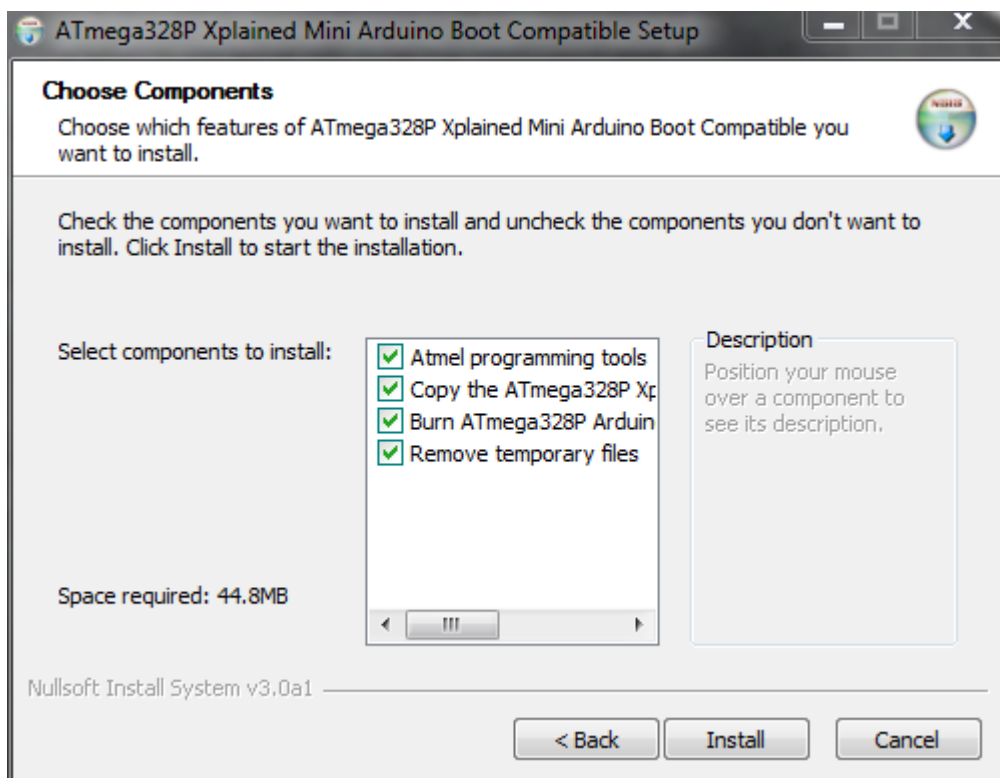 ATmega328P Xplained Mini Arduino Boot Compatible Setup
Choose Components
Choose which features of ATmega328P Xplained Mini Arduino Boot Compatible you
want to install.
Check the components you want to install and uncheck the components you don't want to
install. Click Install to start the installation.
Select components to install:
Atmel programming tools
Copy the ATmega328P Xp
Burn ATmega328P Arduin
Remove temporary files
Description
Position your mouse
over a component to
see its description.
Space required: 44.8MB
Nullsoft Install System v3.0a1
< Back
Install
Cancel